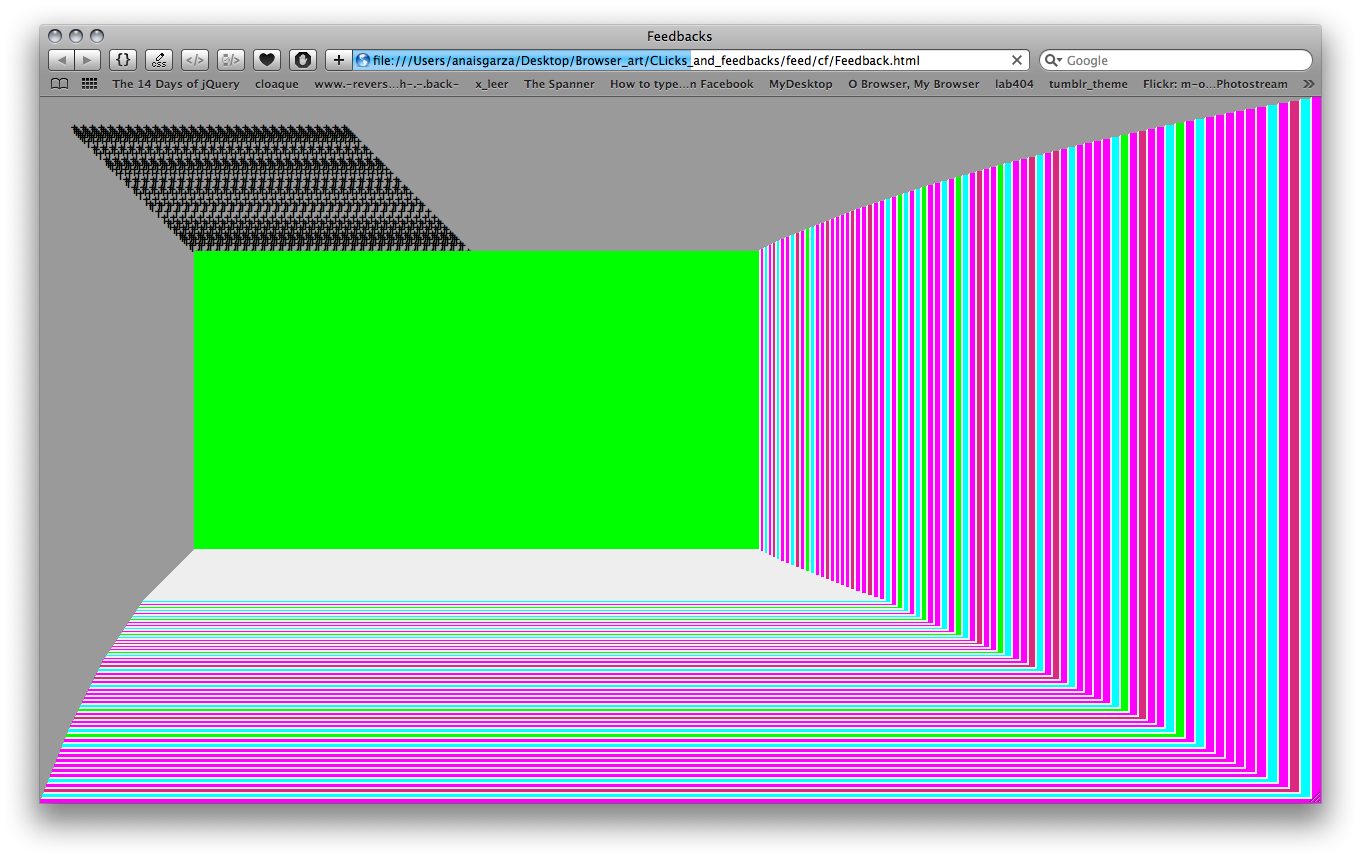 Feedbacks
{} css </> + file:///Users/anaisgarza/Desktop/Browser_art/CLicks_and_feedbacks/feed/cf/Feedback.html Google
The 14 Days of jQuery cloaque www.-revers...h-.-.back- x_leer The Spanner How to type...n Facebook MyDesktop O Browser, My Browser lab404 tumblr_theme Flickr: m-o...Photostream »